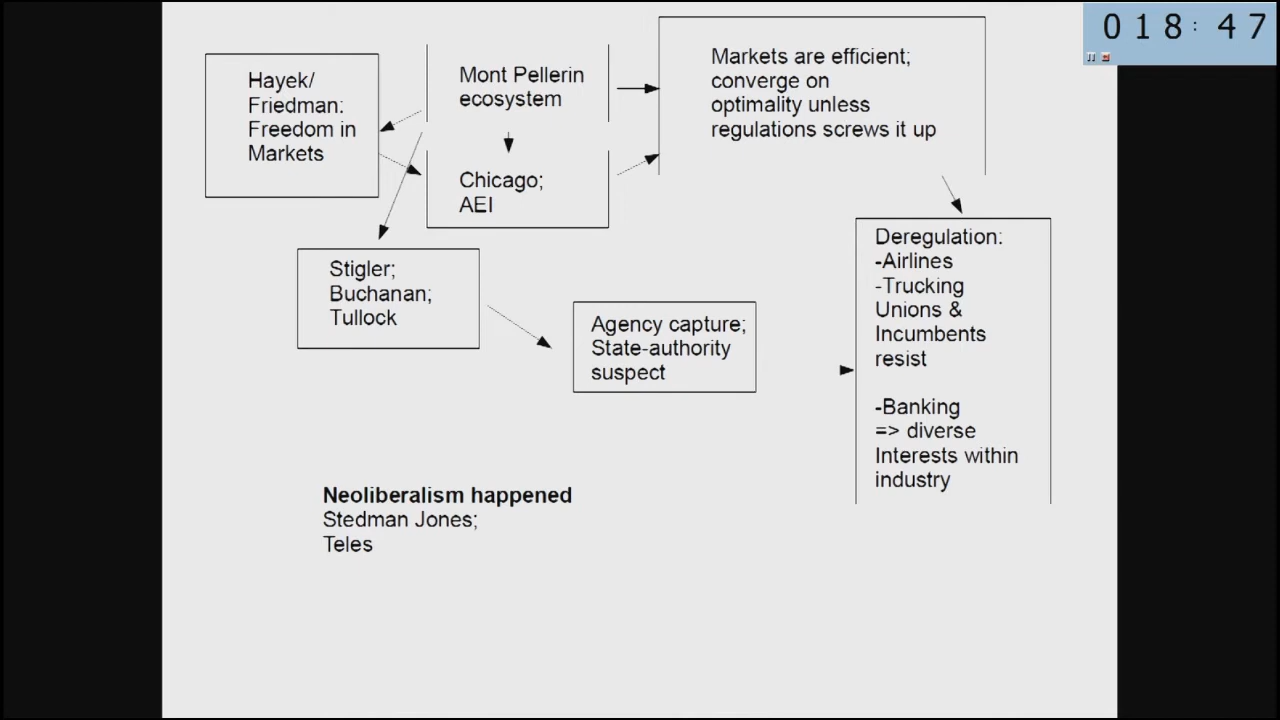 018:47
Hayek/
Friedman:
Freedom in
Markets
Mont Pellerin
ecosystem
Chicago;
AEI
Markets are efficient;
converge on
optimality unless
regulations screws it up
Stigler;
Buchanan;
Tullock
Agency capture;
State-authority
suspect
Deregulation:
-Airlines
-Trucking
Unions &
Incumbents
resist
-Banking
=> diverse
Interests within
industry
Neoliberalism happened
Stedman Jones;
Teles